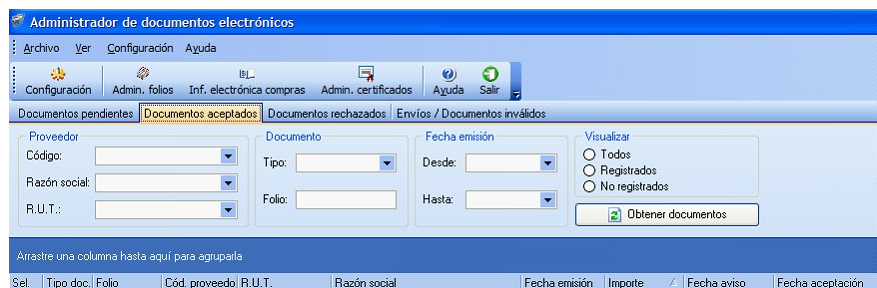 Administrador de documentos electrónicos
Archivo Ver Configuración Ayuda
Configuración Admin. folios Inf. electrónica compras Admin. certificados Ayuda Salir
Documentos pendientes Documentos aceptados Documentos rechazados Envíos / Documentos inválidos
Proveedor Documento Fecha emisión Visualizar
Código: Tipo: Desde: Todos
Registrados
Razón social: No registrados
Folio: Hasta:
R.U.T.: Obtener documentos
Arrastre una columna hasta aquí para agruparla
Sel. Tipo doc. Folio Cód. proveedo R.U.T. Razón social Fecha emisión Importe Fecha aviso Fecha aceptación